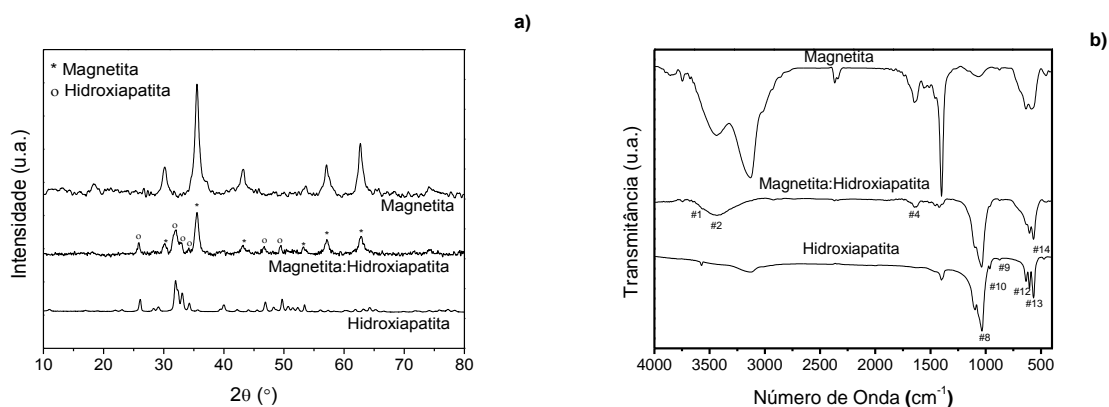 a)
* Magnetita
o Hidroxiapatita
Intensidade (u.a.)
Magnetita
o * o o o * * o o * * *
Magnetita:Hidroxiapatita
Hidroxiapatita
10 20 30 40 50 60 70 80
2θ (°)
b)
Transmitância (u.a.)
Magnetita
Magnetita:Hidroxiapatita
#1
#2
#4
#14
Hidroxiapatita
#9
#10
#12
#13
#8
4000 3500 3000 2500 2000 1500 1000 500
Número de Onda (cm⁻¹)